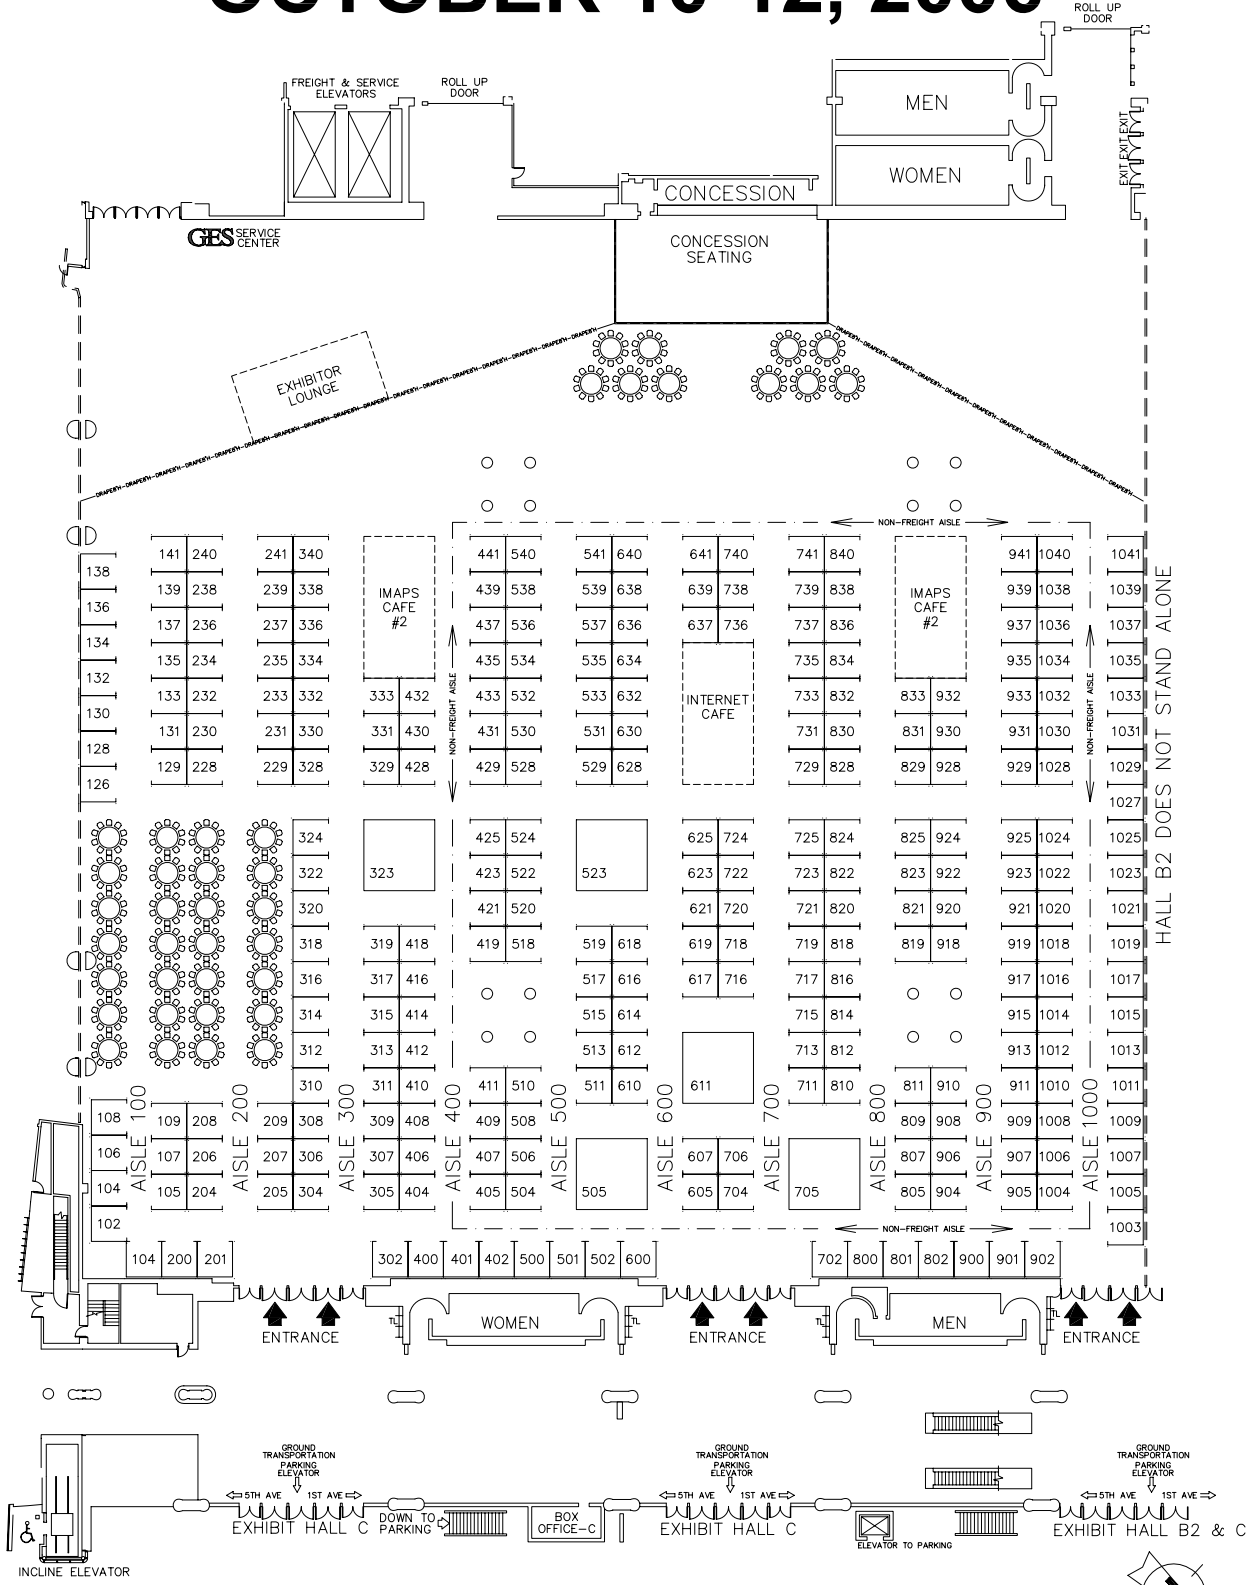 ROLL UP
DOOR
FREIGHT & SERVICE
ELEVATORS
ROLL UP
DOOR
MEN
EXIT EXIT EXIT
WOMEN
CONCESSION
GES SERVICE
CENTER
CONCESSION
SEATING
EXHIBITOR
LOUNGE
NON-FREIGHT AISLE
141 240 241 340 441 540 541 640 641 740 741 840 941 1040 1041
138
139 238 239 338 439 538 539 638 639 738 739 838 939 1038 1039
IMAPS
CAFE
#2
IMAPS
CAFE
#2
136
137 236 237 336 437 536 537 636 637 736 737 836 937 1036 1037
134
135 234 235 334 435 534 535 634 735 834 935 1034 1035
132
133 232 233 332 333 432 433 532 533 632 733 832 833 932 933 1032 1033
INTERNET
CAFE
130
131 230 231 330 331 430 431 530 531 630 731 830 831 930 931 1030 1031
128
129 228 229 328 329 428 429 528 529 628 729 828 829 928 929 1028 1029
126
NON-FREIGHT AISLE
NON-FREIGHT AISLE
HALL B2 DOES NOT STAND ALONE
1027
324 425 524 625 724 725 824 825 924 925 1024 1025
322 323 423 522 523 623 722 723 822 823 922 923 1022 1023
320 421 520 621 720 721 820 821 920 921 1020 1021
318 319 418 419 518 519 618 619 718 719 818 819 918 919 1018 1019
316 317 416 517 616 617 716 717 816 917 1016 1017
314 315 414 515 614 715 814 915 1014 1015
312 313 412 513 612 713 812 913 1012 1013
310 311 410 411 510 511 610 611 711 810 811 910 911 1010 1011
108 109 208 209 308 309 408 409 508 809 908 909 1008 1009
106 107 206 207 306 307 406 407 506 607 706 807 906 907 1006 1007
104 105 204 205 304 305 404 405 504 505 605 704 705 805 904 905 1004 1005
AISLE 100
AISLE 200
AISLE 300
AISLE 400
AISLE 500
AISLE 600
AISLE 700
AISLE 800
AISLE 900
AISLE 1000
102 1003
NON-FREIGHT AISLE
104 200 201 302 400 401 402 500 501 502 600 702 800 801 802 900 901 902
WOMEN
MEN
ENTRANCE
ENTRANCE
ENTRANCE
GROUND
TRANSPORTATION
PARKING
ELEVATOR
5TH AVE 1ST AVE
EXHIBIT HALL C
GROUND
TRANSPORTATION
PARKING
ELEVATOR
5TH AVE 1ST AVE
EXHIBIT HALL C
GROUND
TRANSPORTATION
PARKING
ELEVATOR
5TH AVE 1ST AVE
EXHIBIT HALL B2 & C
DOWN TO
PARKING
BOX
OFFICE-C
ELEVATOR TO PARKING
INCLINE ELEVATOR